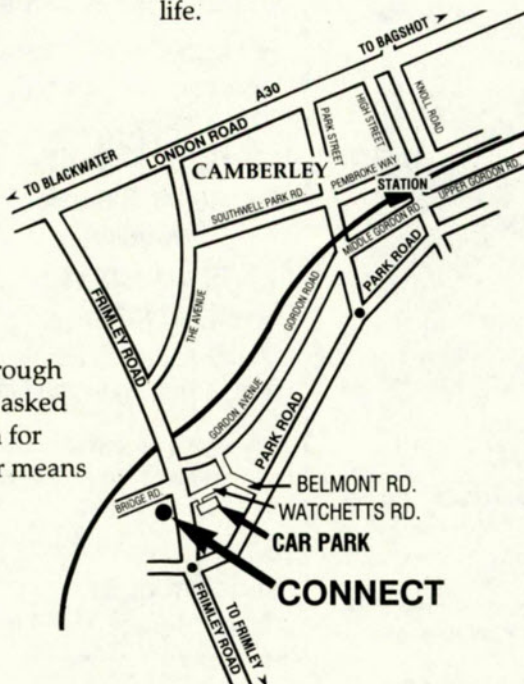 life.
TO BAGSHOT
A30
LONDON ROAD
TO BLACKWATER
KNOLL ROAD
HIGH STREET
PARK STREET
CAMBERLEY
PEMBROKE WAY
STATION
SOUTHWELL PARK RD.
UPPER GORDON RD.
MIDDLE GORDON RD.
PARK ROAD
THE AVENUE
GORDON ROAD
FRIMLEY ROAD
rough
asked
for
r means
GORDON AVENUE
PARK ROAD
BELMONT RD.
BRIDGE RD.
WATCHETTS RD.
CAR PARK
CONNECT
FRIMLEY ROAD
TO FRIMLEY